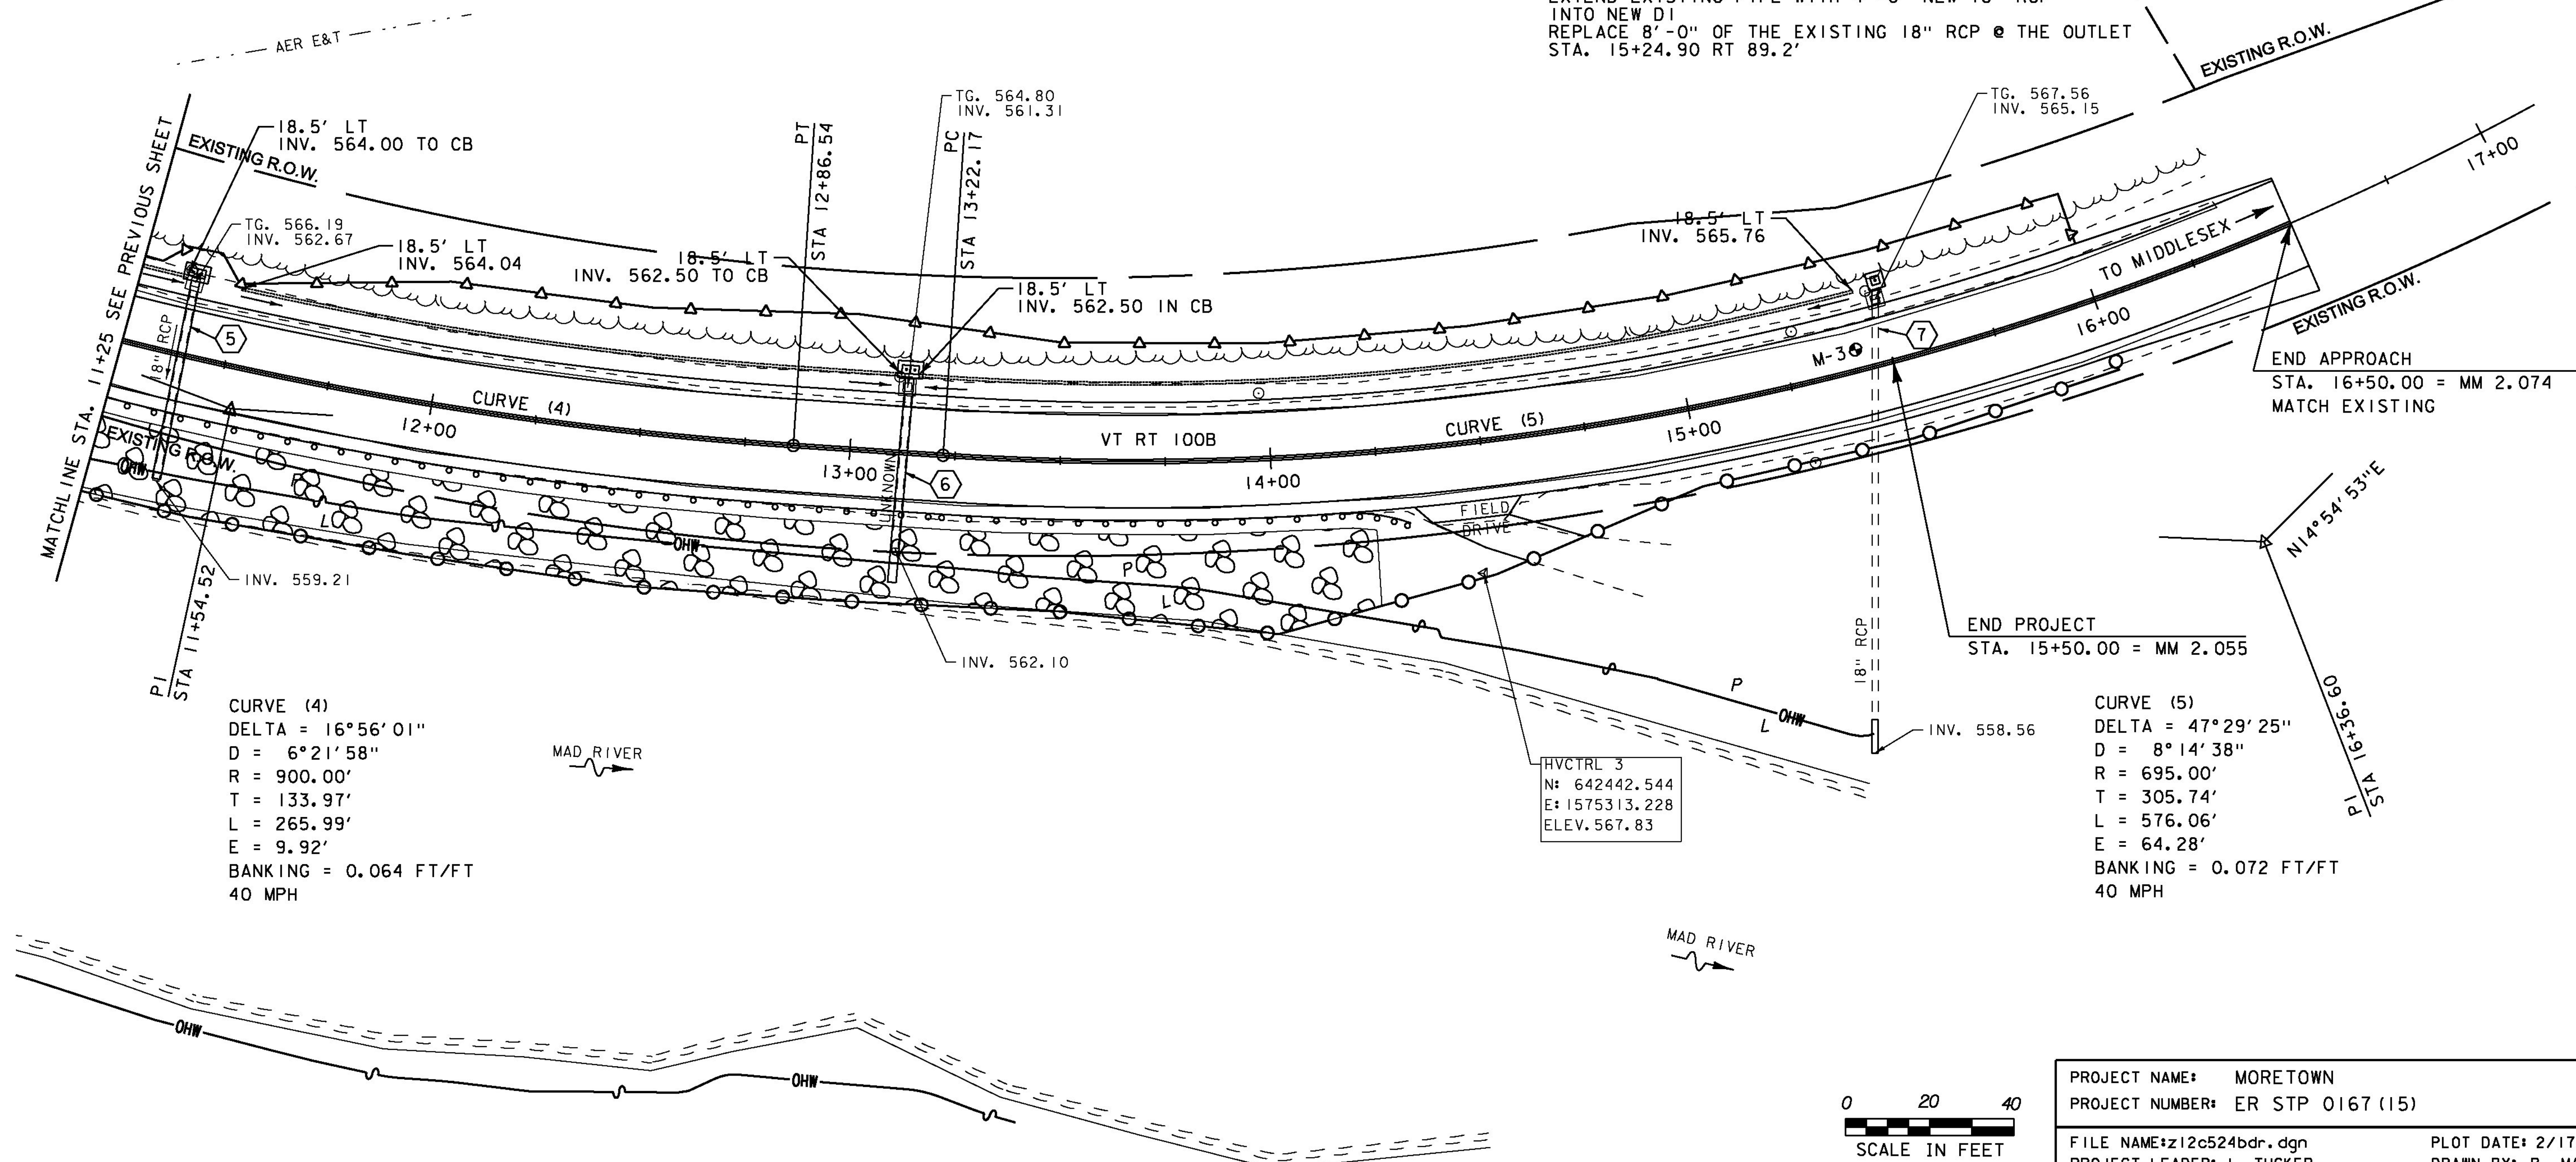 INTO NEW DI
REPLACE 8'-0" OF THE EXISTING 18" RCP @ THE OUTLET
STA. 15+24.90 RT 89.2'
AER E&T
EXISTING R.O.W.
MATCHLINE STA. 11+25 SEE PREVIOUS SHEET
18.5' LT
INV. 564.00 TO CB
EXISTING R.O.W.
TG. 566.19
INV. 562.67
18.5' LT
INV. 564.04
18.5' LT
INV. 562.50 TO CB
PT
STA 12+86.54
TG. 564.80
INV. 561.31
PC
STA 13+22.17
18.5' LT
INV. 562.50 IN CB
18.5' LT
INV. 565.76
TG. 567.56
INV. 565.15
17+00
TO MIDDLESEX
16+00
EXISTING R.O.W.
END APPROACH
STA. 16+50.00 = MM 2.074
MATCH EXISTING
18" RCP
5
7
M-3
CURVE (4)
12+00
VT RT 100B
CURVE (5)
15+00
13+00
14+00
6
FIELD
DRIVE
EXISTING R.O.W.
OHW
P
L
OHW
P
L
INV. 559.21
INV. 562.10
PI
STA 11+54.52
N14°54'53"E
PI
STA 16+36.60
END PROJECT
STA. 15+50.00 = MM 2.055
18" RCP
P
OHW
L
INV. 558.56
CURVE (4)
DELTA = 16°56'01"
D = 6°21'58"
R = 900.00'
T = 133.97'
L = 265.99'
E = 9.92'
BANKING = 0.064 FT/FT
40 MPH
MAD RIVER
HVCTRL 3
N: 642442.544
E: 1575313.228
ELEV. 567.83
CURVE (5)
DELTA = 47°29'25"
D = 8°14'38"
R = 695.00'
T = 305.74'
L = 576.06'
E = 64.28'
BANKING = 0.072 FT/FT
40 MPH
MAD RIVER
OHW
OHW
0 20 40
SCALE IN FEET
PROJECT NAME: MORETOWN
PROJECT NUMBER: ER STP 0167(15)
FILE NAME: z12c524bdr.dgn
PLOT DATE: 2/17